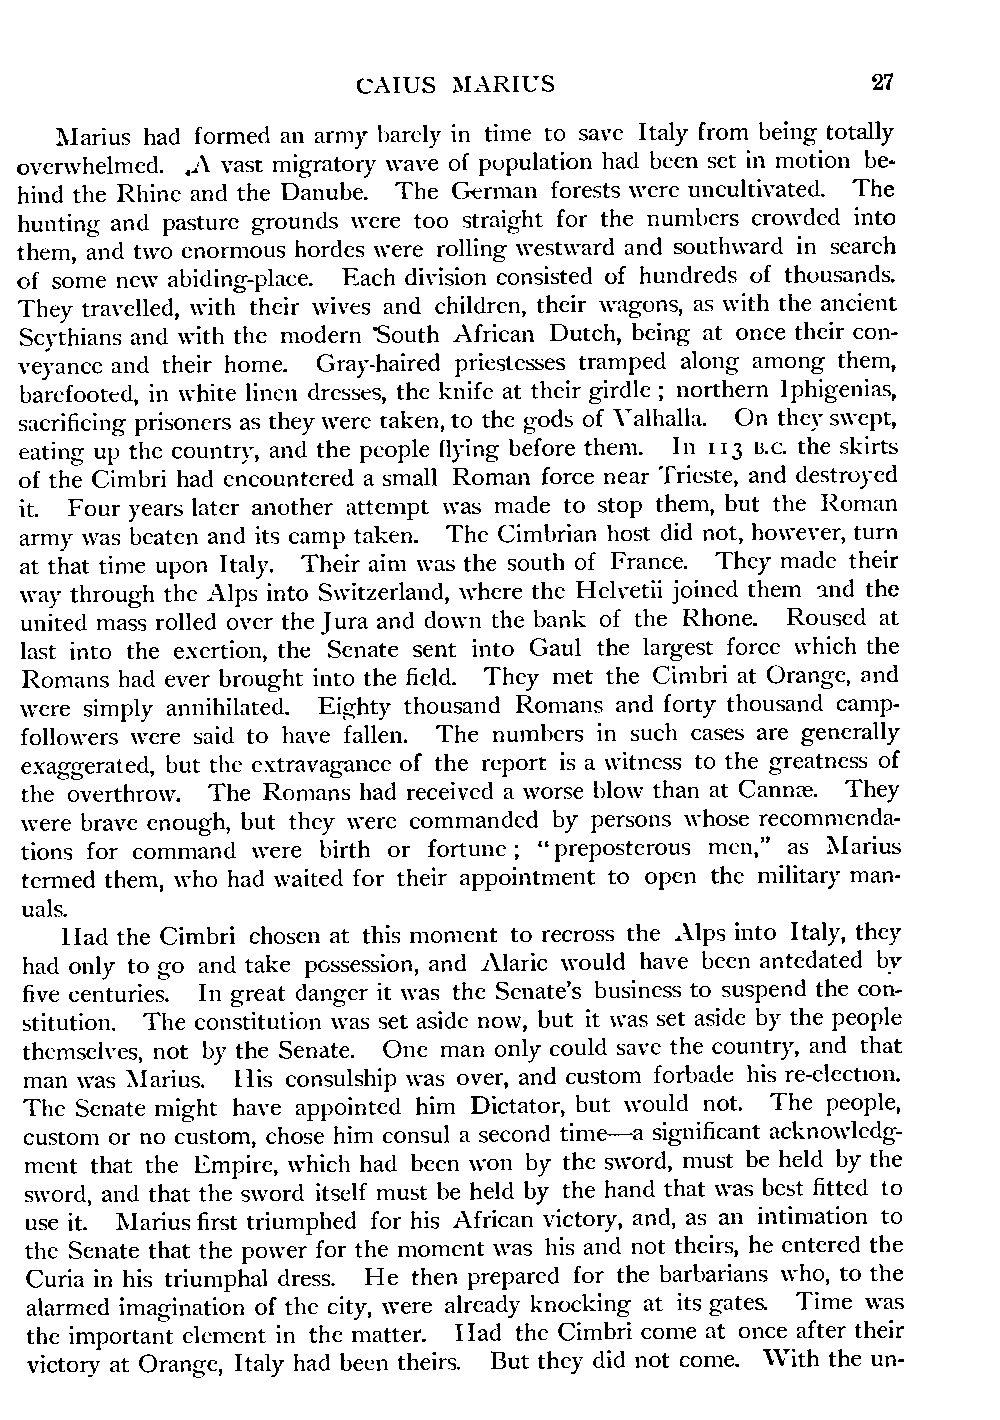 CAIUS MARIUS 27
Marius had formed an army barely in time to save Italy from being totally
overwhelmed. A vast migratory wave of population had been set in motion be-
hind the Rhine and the Danube. The German forests were uncultivated. The
hunting and pasture grounds were too straight for the numbers crowded into
them, and two enormous hordes were rolling westward and southward in search
of some new abiding-place. Each division consisted of hundreds of thousands.
They travelled, with their wives and children, their wagons, as with the ancient
Scythians and with the modern South African Dutch, being at once their con-
veyance and their home. Gray-haired priestesses tramped along among them,
barefooted, in white linen dresses, the knife at their girdle; northern Iphigenias,
sacrificing prisoners as they were taken, to the gods of Valhalla. On they swept,
eating up the country, and the people flying before them. In 113 B.C. the skirts
of the Cimbri had encountered a small Roman force near Trieste, and destroyed
it. Four years later another attempt was made to stop them, but the Roman
army was beaten and its camp taken. The Cimbrian host did not, however, turn
at that time upon Italy. Their aim was the south of France. They made their
way through the Alps into Switzerland, where the Helvetii joined them and the
united mass rolled over the Jura and down the bank of the Rhone. Roused at
last into the exertion, the Senate sent into Gaul the largest force which the
Romans had ever brought into the field. They met the Cimbri at Orange, and
were simply annihilated. Eighty thousand Romans and forty thousand camp-
followers were said to have fallen. The numbers in such cases are generally
exaggerated, but the extravagance of the report is a witness to the greatness of
the overthrow. The Romans had received a worse blow than at Cannæ. They
were brave enough, but they were commanded by persons whose recommenda-
tions for command were birth or fortune; "preposterous men," as Marius
termed them, who had waited for their appointment to open the military man-
uals.
Had the Cimbri chosen at this moment to recross the Alps into Italy, they
had only to go and take possession, and Alaric would have been antedated by
five centuries. In great danger it was the Senate's business to suspend the con-
stitution. The constitution was set aside now, but it was set aside by the people
themselves, not by the Senate. One man only could save the country, and that
man was Marius. His consulship was over, and custom forbade his re-election.
The Senate might have appointed him Dictator, but would not. The people,
custom or no custom, chose him consul a second time—a significant acknowledg-
ment that the Empire, which had been won by the sword, must be held by the
sword, and that the sword itself must be held by the hand that was best fitted to
use it. Marius first triumphed for his African victory, and, as an intimation to
the Senate that the power for the moment was his and not theirs, he entered the
Curia in his triumphal dress. He then prepared for the barbarians who, to the
alarmed imagination of the city, were already knocking at its gates. Time was
the important element in the matter. Had the Cimbri come at once after their
victory at Orange, Italy had been theirs. But they did not come. With the un-